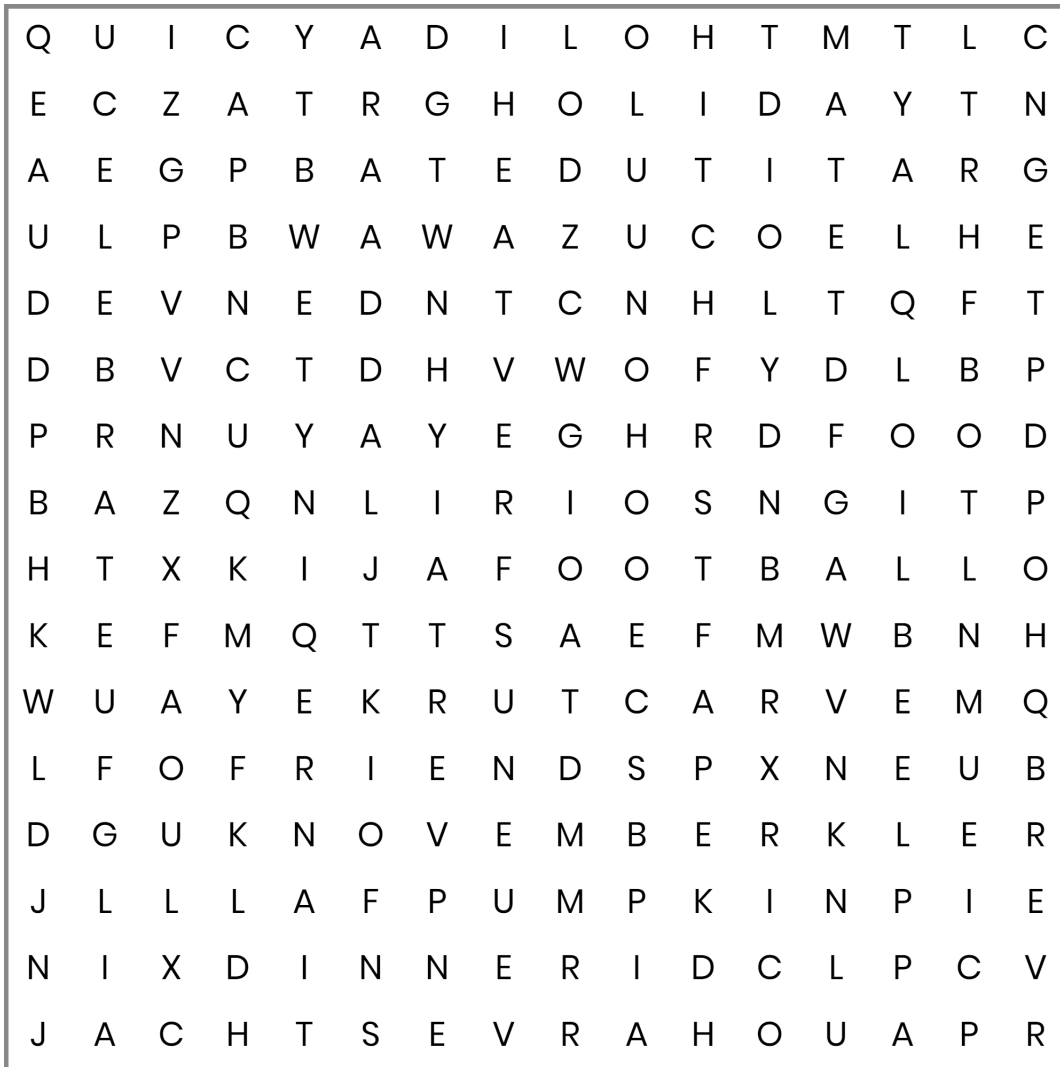 Q U I C Y A D I L O H T M T L C
E C Z A T R G H O L I D A Y T N
A E G P B A T E D U T I T A R G
U L P B W A W A Z U C O E L H E
D E V N E D N T C N H L T Q F T
D B V C T D H V W O F Y D L B P
P R N U Y A Y E G H R D F O O D
B A Z Q N L I R I O S N G I T P
H T X K I J A F O O T B A L L O
K E F M Q T T S A E F M W B N H
W U A Y E K R U T C A R V E M Q
L F O F R I E N D S P X N E U B
D G U K N O V E M B E R K L E R
J L L L A F P U M P K I N P I E
N I X D I N N E R I D C L P C V
J A C H T S E V R A H O U A P R